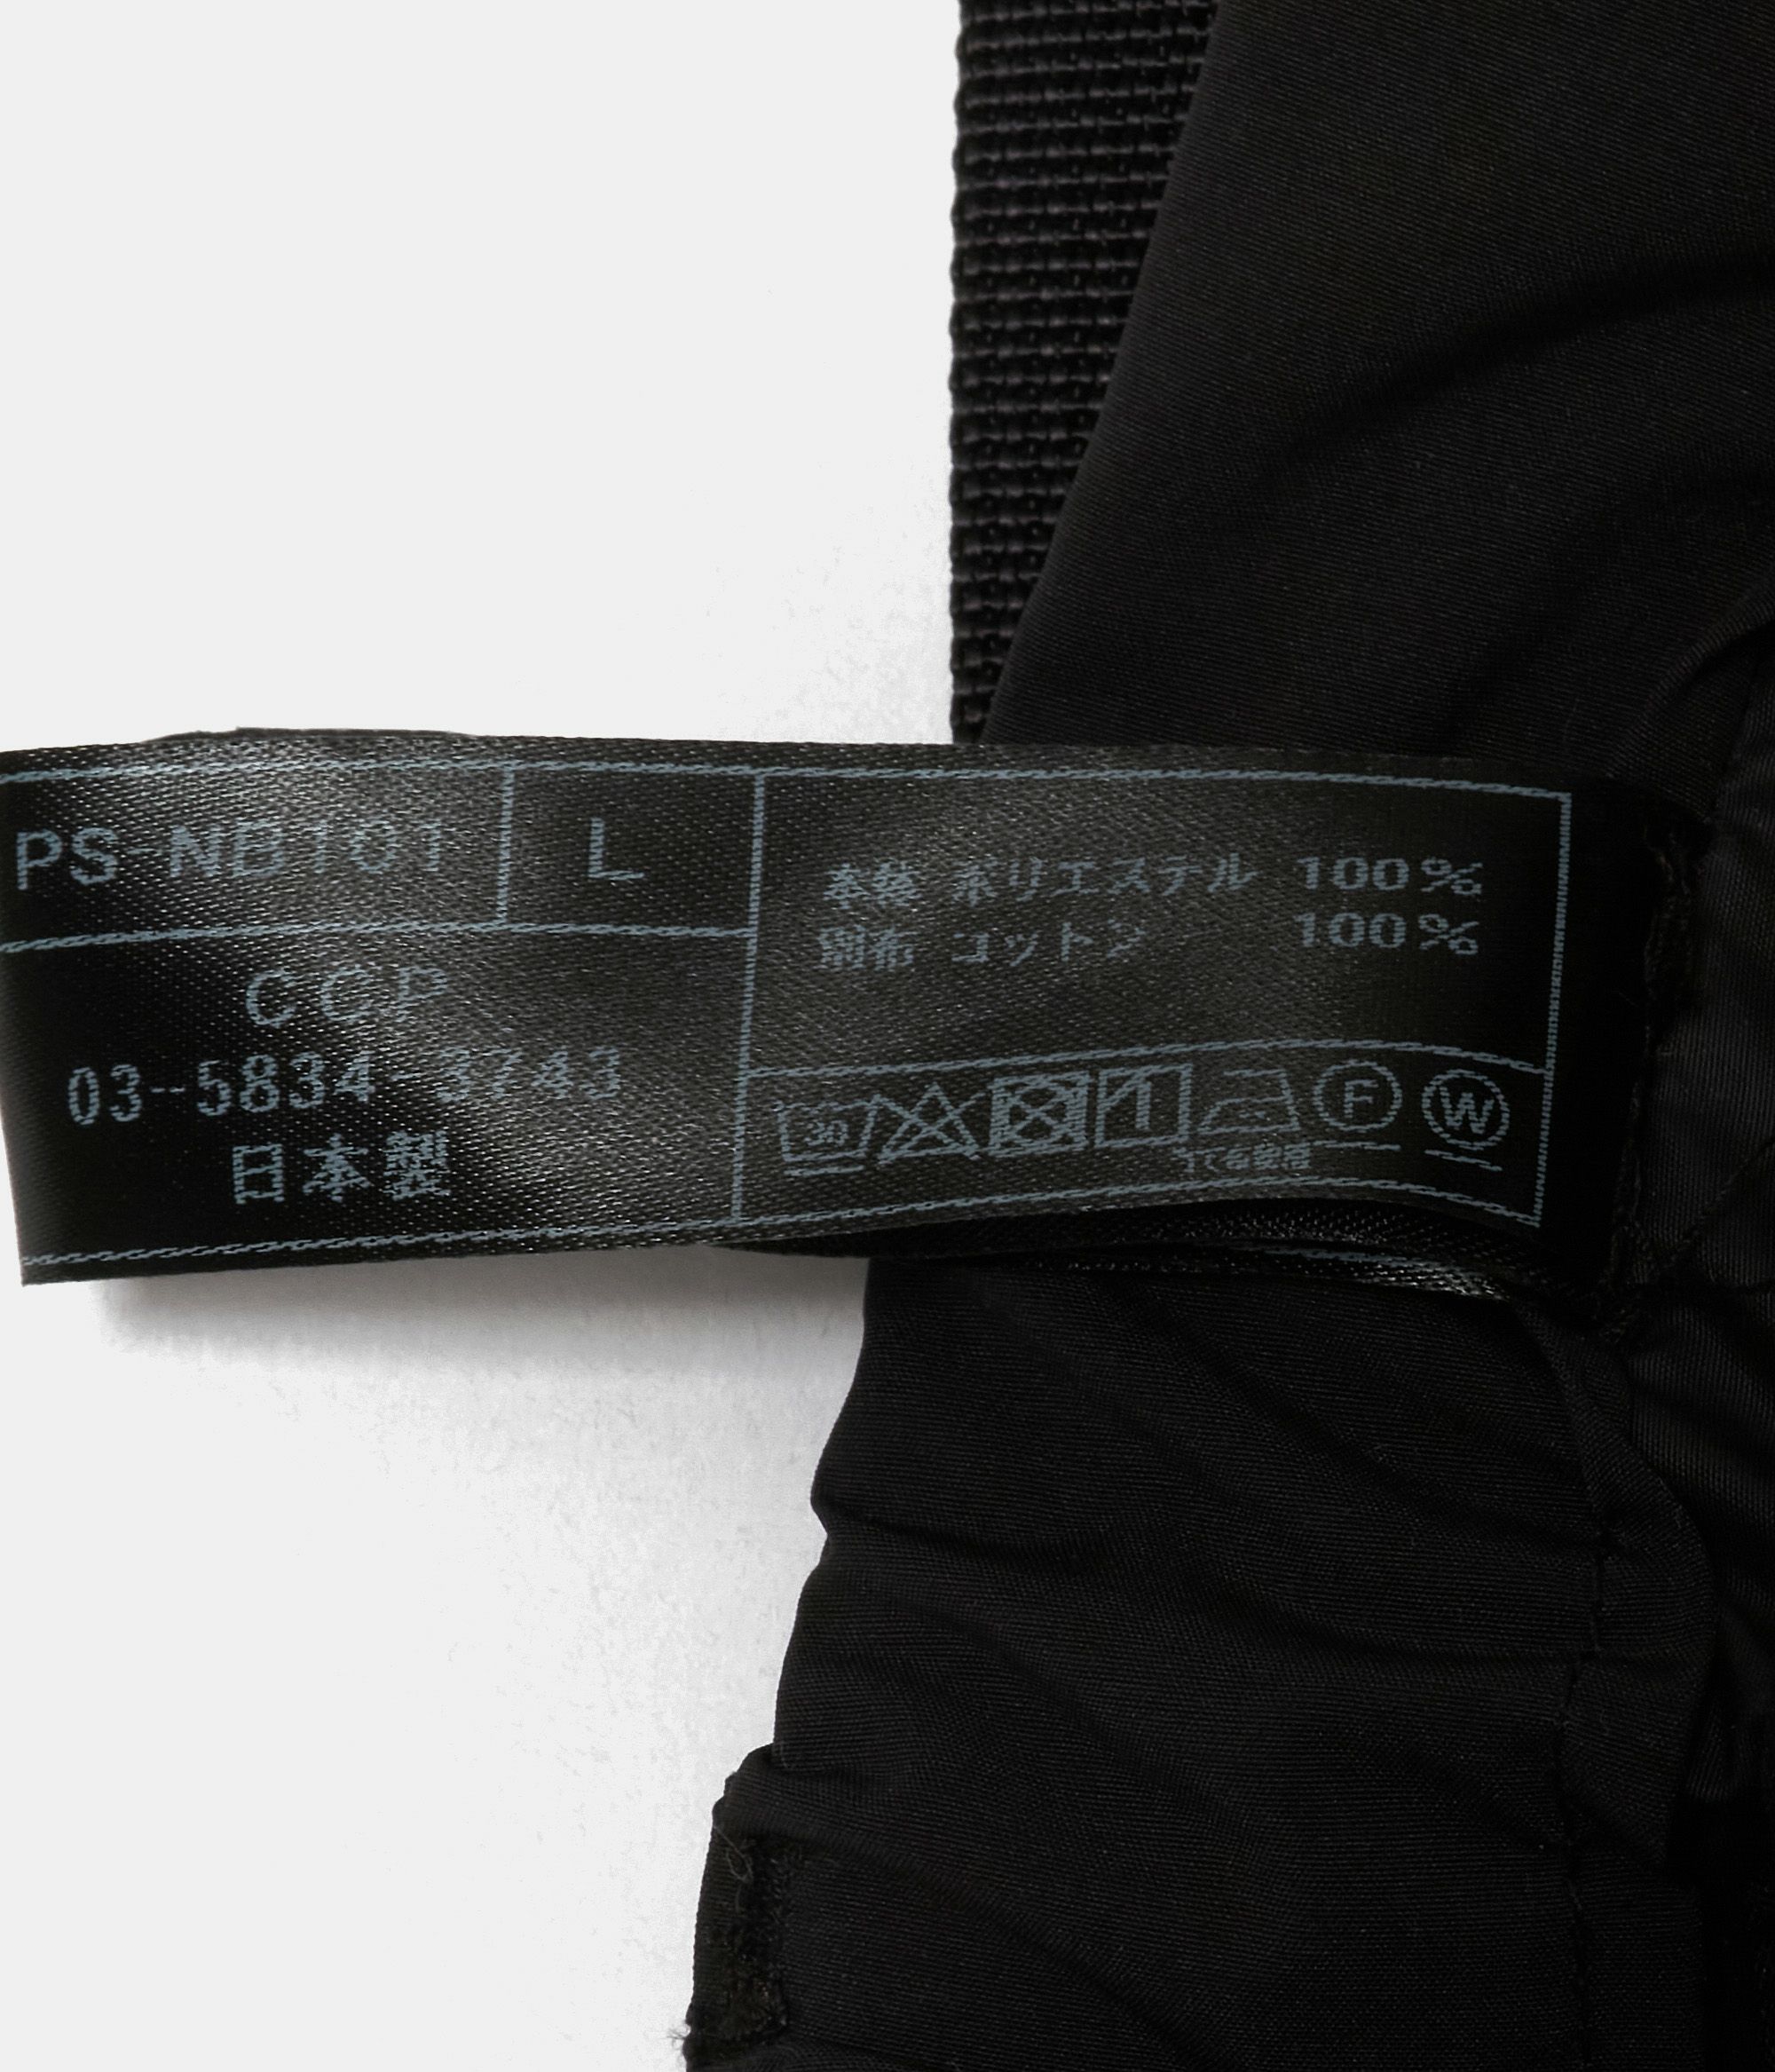 PS-NB101
L
CCP
03-5834-3743
日本製
本体 ポリエステル 100%
別布 コットン 100%
30
F
W